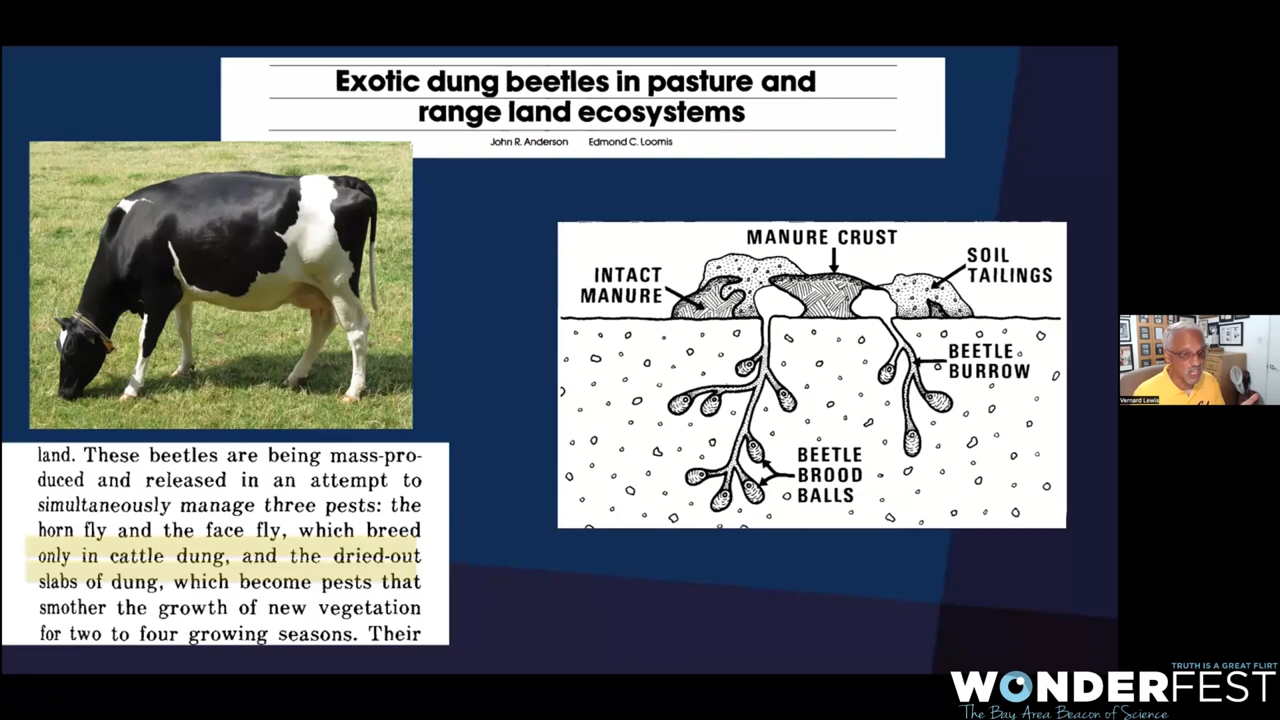 Exotic dung beetles in pasture and
range land ecosystems
John R. Anderson Edmond C. Loomis
MANURE CRUST
INTACT
MANURE
SOIL
TAILINGS
BEETLE
BURROW
BEETLE
BROOD
BALLS
land. These beetles are being mass-pro-
duced and released in an attempt to
simultaneously manage three pests: the
horn fly and the face fly, which breed
only in cattle dung, and the dried-out
slabs of dung, which become pests that
smother the growth of new vegetation
for two to four growing seasons. Their
Vernard Lewis
TRUTH IS A GREAT FLIRT
WONDERFEST
The Bay Area Beacon of Science